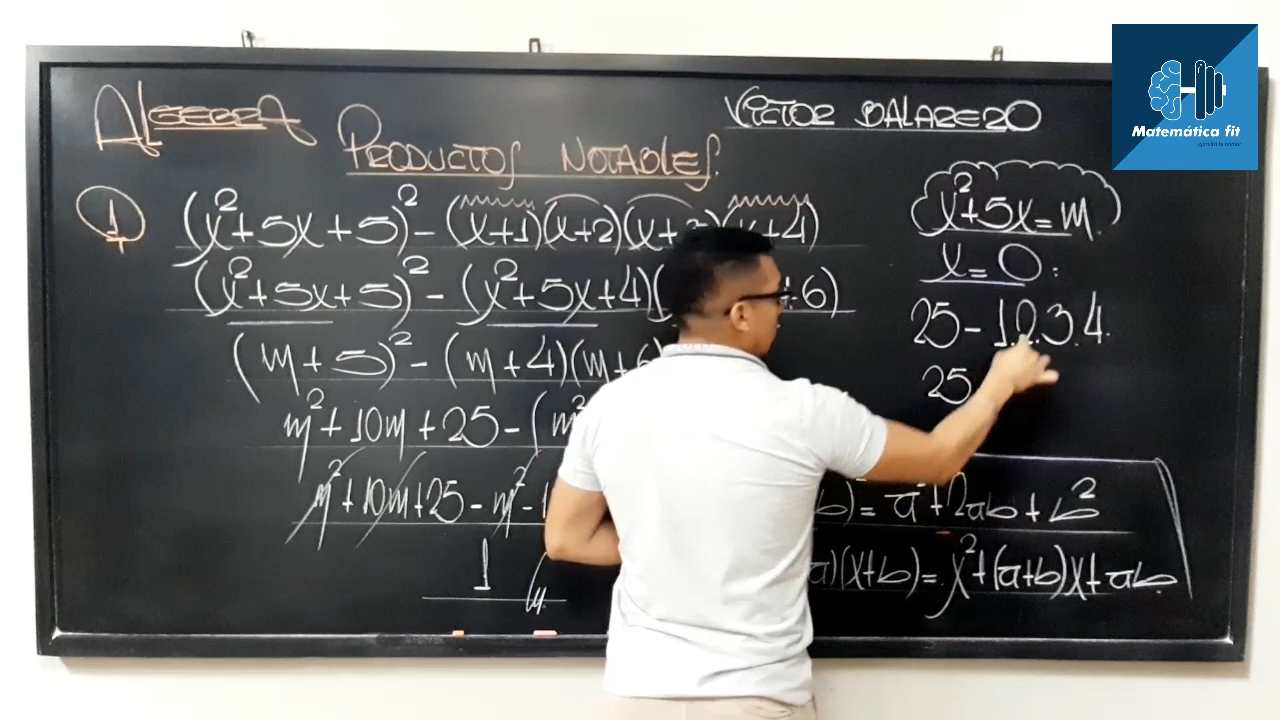 ALGEBRA
VICTOR BALAREZO
PRODUCTOS NOTABLES.
Matemática fit
1
(x²+5x+5)² - (x+1)(x+2)(x+3)(x+4)
(x²+5x+5)² - (x²+5x+4)( +6)
(m+5)² - (m+4)(m+6
m²+10m+25 - (m²
m²+10m+25 - m² - 1
1
x²+5x=m
x=0:
25 - 1.2.3.4.
25
b)² = a²+2ab+b²
a)(x+b) = x²+(a+b)x+ab.